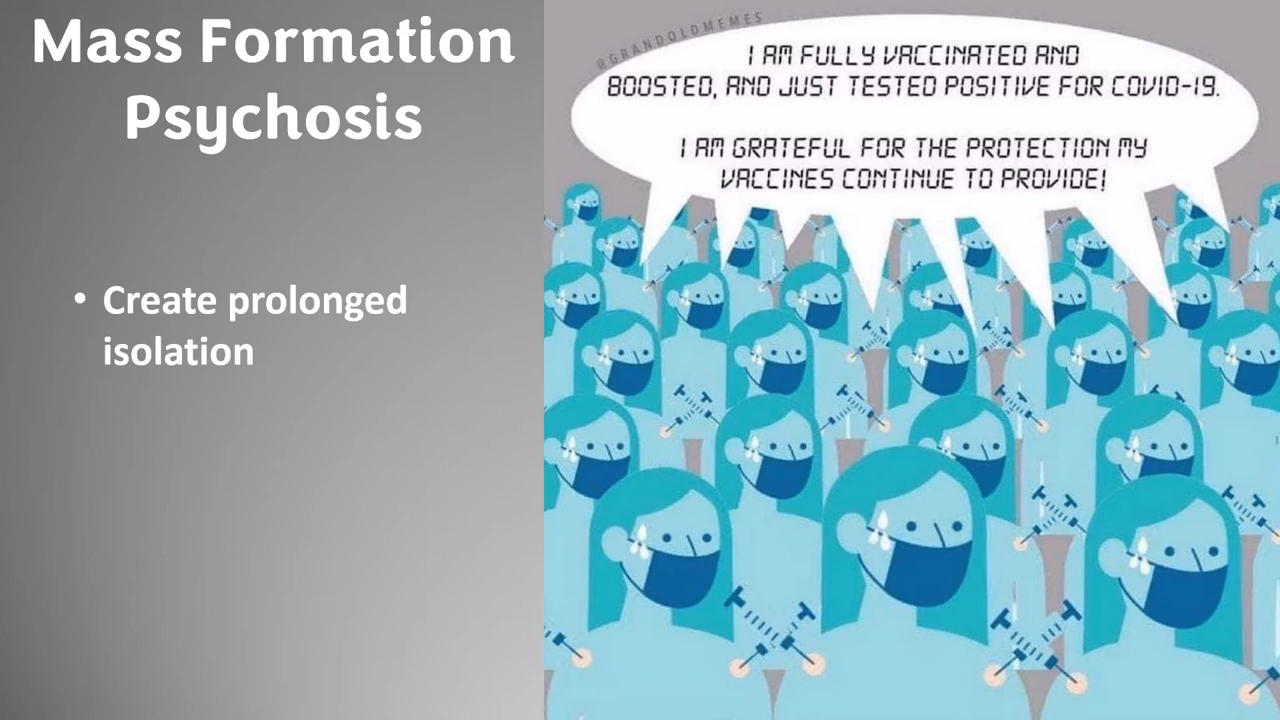 Mass Formation
Psychosis
• Create prolonged
isolation
@GRANDOLDMEMES
I AM FULLY VACCINATED AND
BOOSTED, AND JUST TESTED POSITIVE FOR COVID-19.
I AM GRATEFUL FOR THE PROTECTION MY
VACCINES CONTINUE TO PROVIDE!